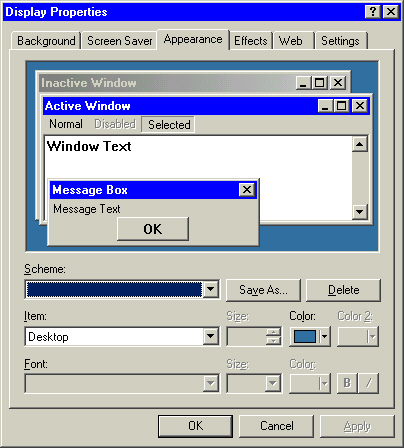 Display Properties
Background Screen Saver Appearance Effects Web Settings
Inactive Window
Active Window
Normal Disabled Selected
Window Text
Message Box
Message Text
OK
Scheme:
Save As... Delete
Item: Size: Color: Color 2:
Desktop
Font: Size: Color:
B /
OK Cancel Apply